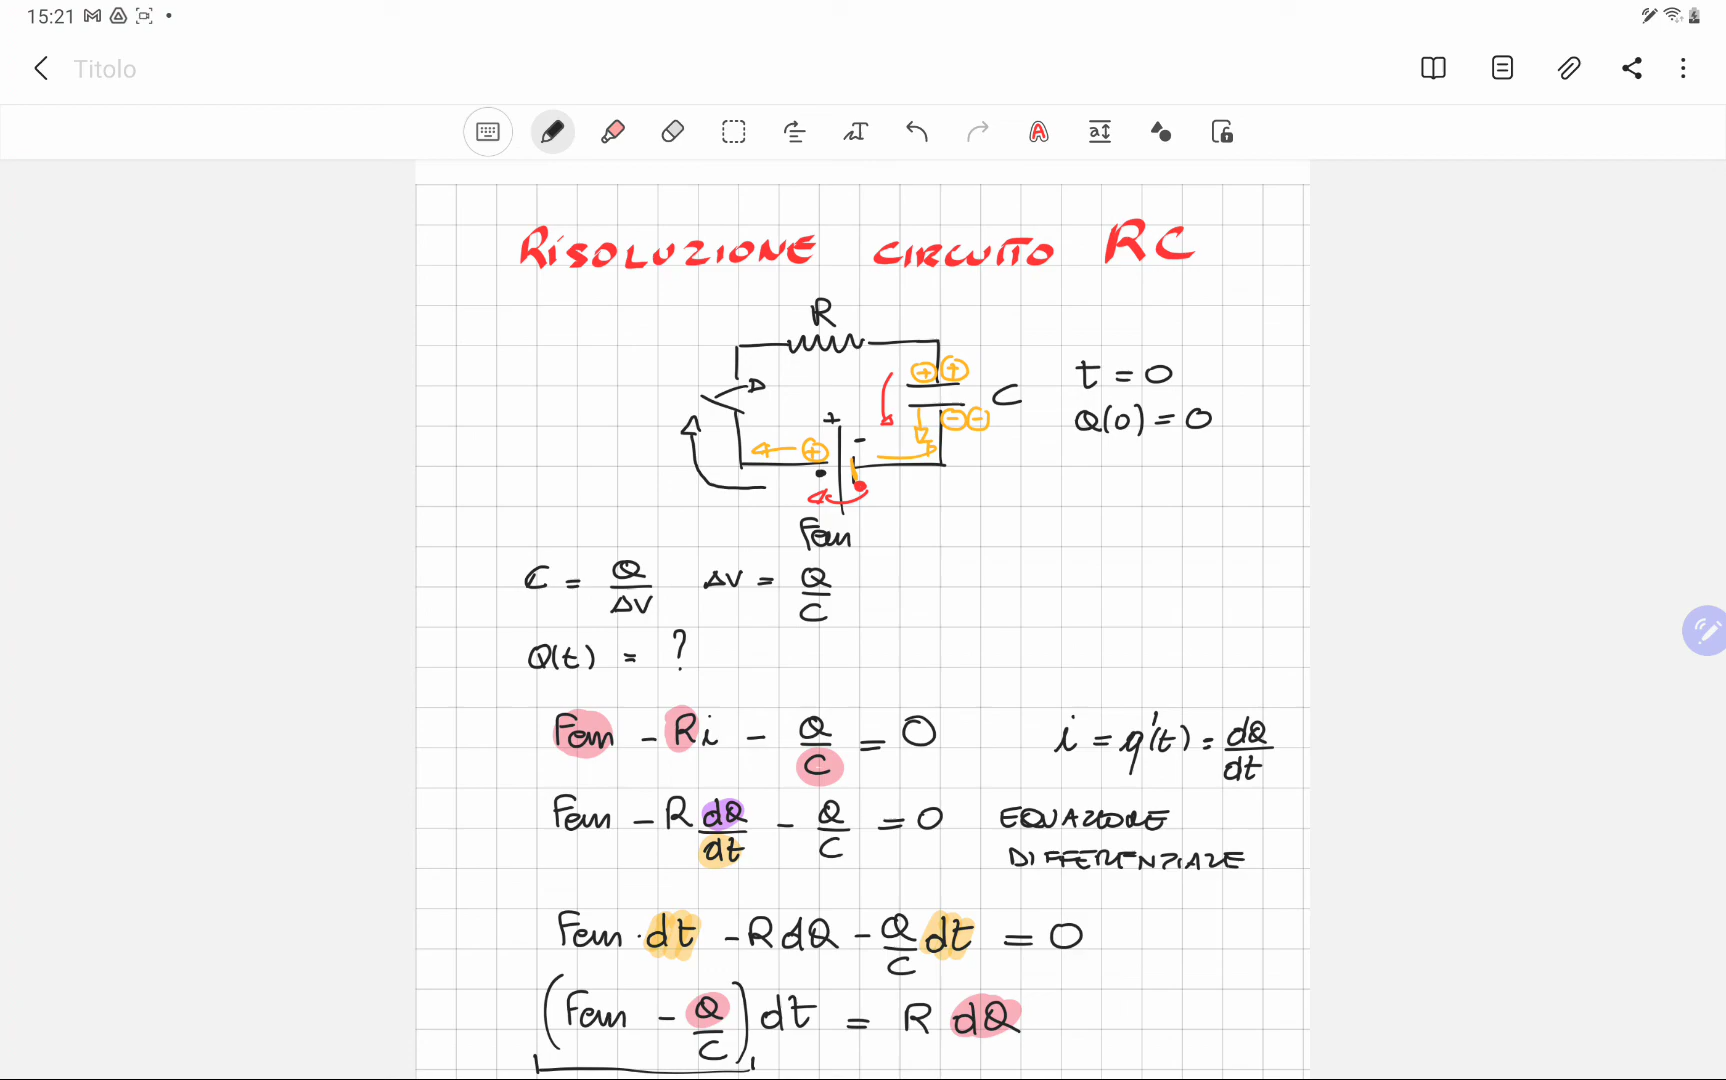 15:21
Titolo
RISOLUZIONE CIRCUITO RC
R
t = 0
C
Q(0) = 0
+ -
Fem
C = Q/ΔV ΔV = Q/C
Q(t) = ?
Fem - Ri - Q/C = 0 i = q'(t) = dQ/dt
Fem - R dQ/dt - Q/C = 0 EQUAZIONE
DIFFERENZIALE
Fem · dt - R dQ - Q/C dt = 0
(Fem - Q/C) dt = R dQ